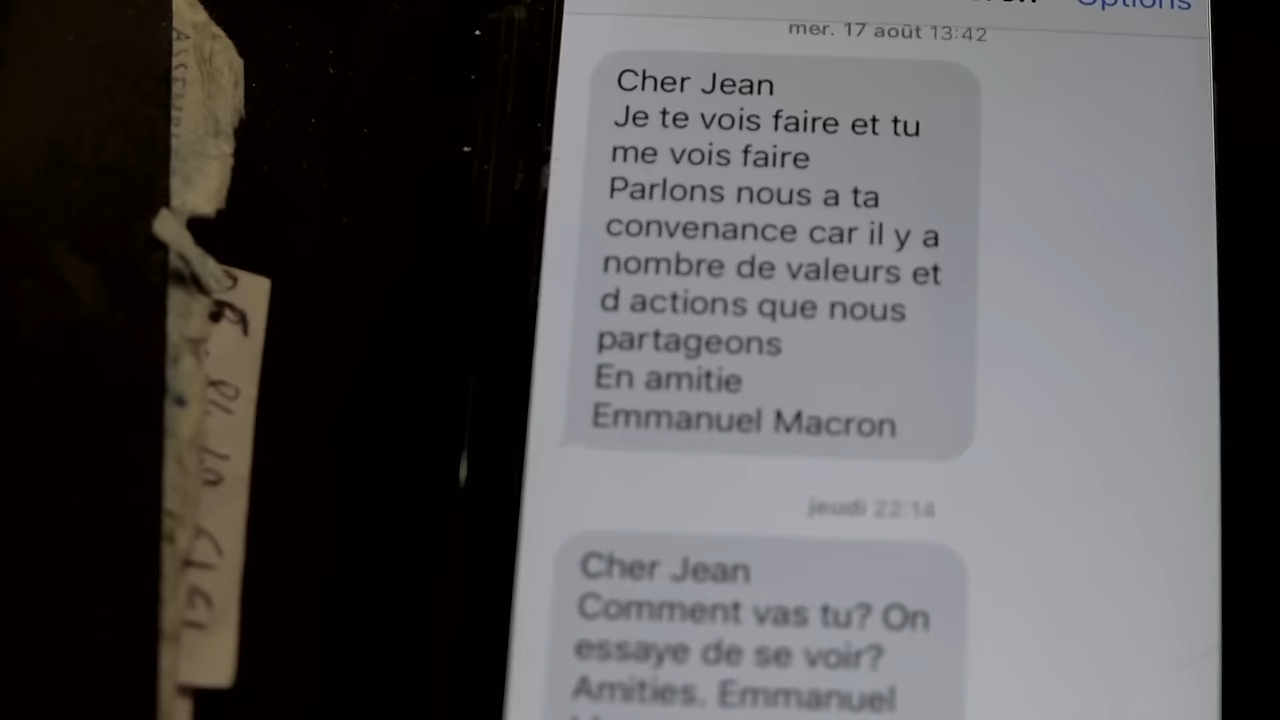 Options
mer. 17 août 13:42
Cher Jean
Je te vois faire et tu
me vois faire
Parlons nous a ta
convenance car il y a
nombre de valeurs et
d actions que nous
partageons
En amitie
Emmanuel Macron
jeudi 22:14
Cher Jean
Comment vas tu? On
essaye de se voir?
Amities. Emmanuel